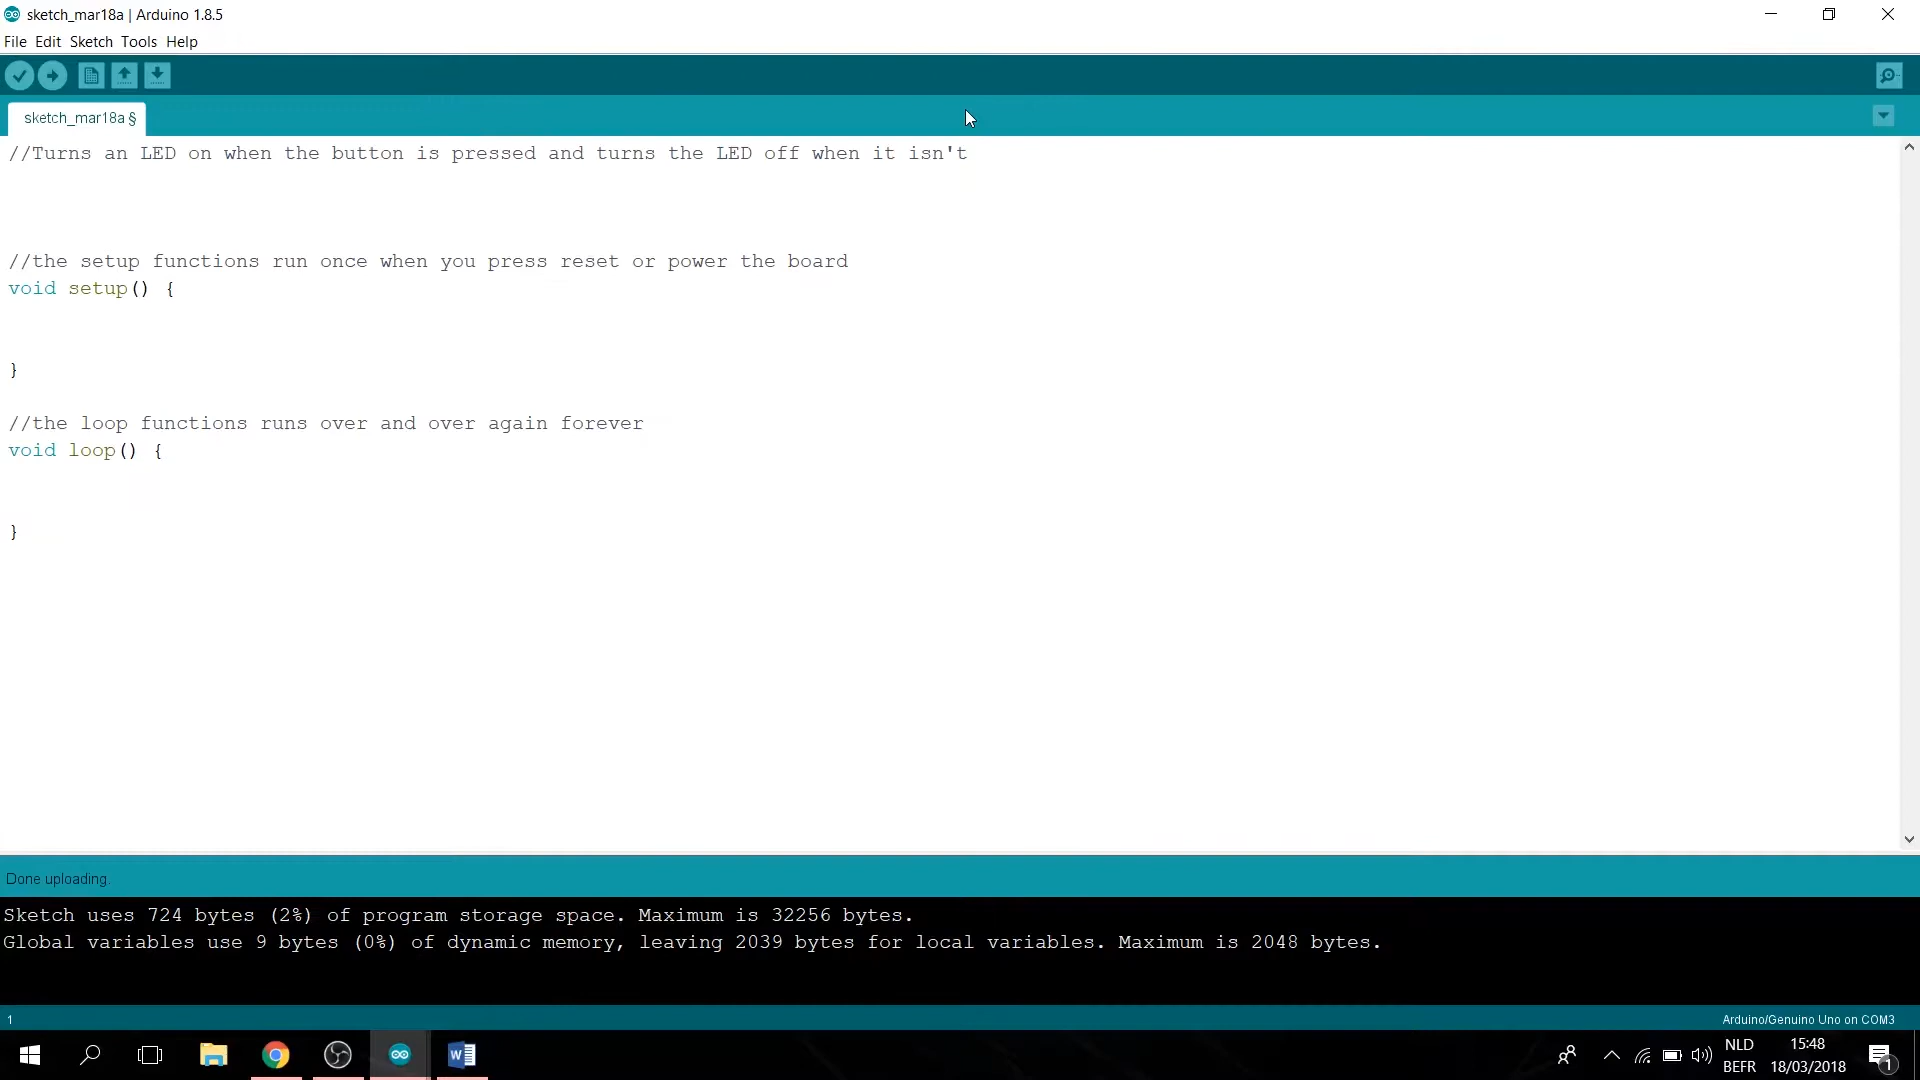 sketch_mar18a | Arduino 1.8.5
File Edit Sketch Tools Help
sketch_mar18a §
//Turns an LED on when the button is pressed and turns the LED off when it isn't
//the setup functions run once when you press reset or power the board
void setup() {
}
//the loop functions runs over and over again forever
void loop() {
}
Done uploading.
Sketch uses 724 bytes (2%) of program storage space. Maximum is 32256 bytes.
Global variables use 9 bytes (0%) of dynamic memory, leaving 2039 bytes for local variables. Maximum is 2048 bytes.
1
Arduino/Genuino Uno on COM3
NLD 15:48
BEFR 18/03/2018
1